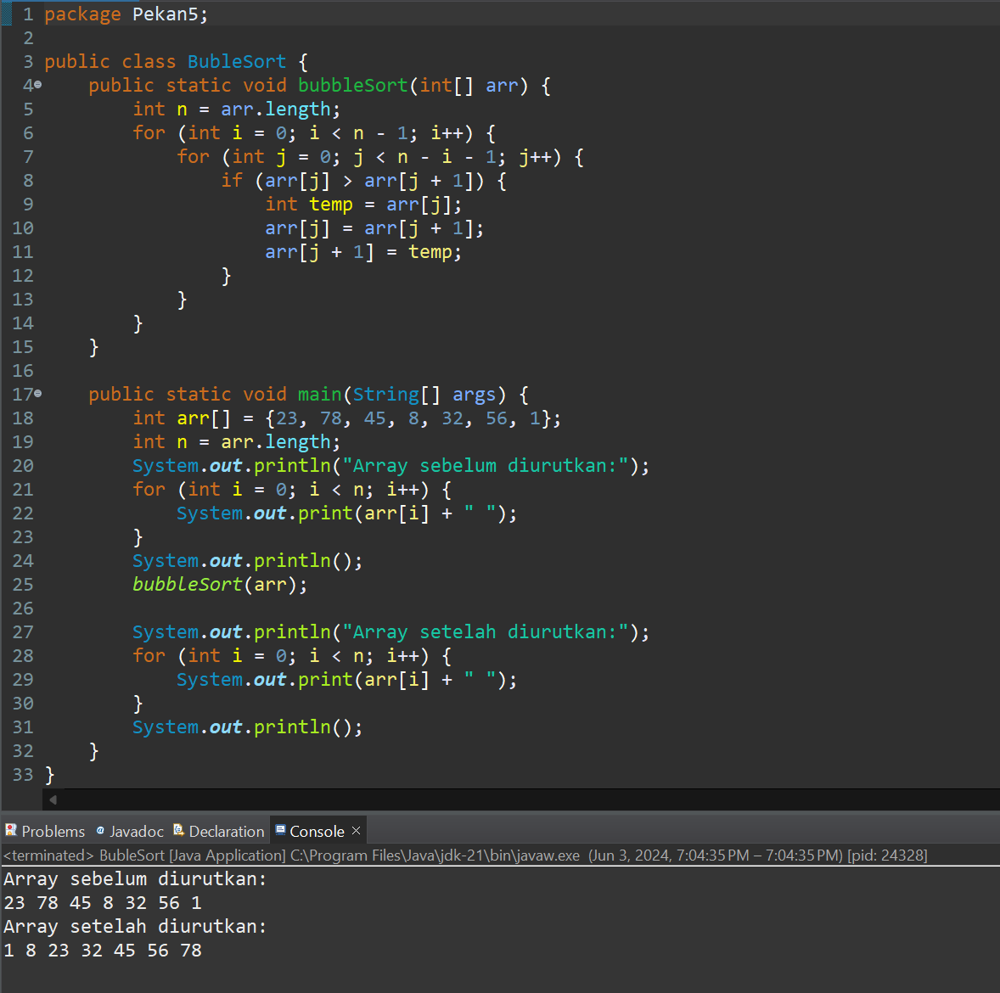 1 package Pekan5;
2
3 public class BubleSort {
4     public static void bubbleSort(int[] arr) {
5         int n = arr.length;
6         for (int i = 0; i < n - 1; i++) {
7             for (int j = 0; j < n - i - 1; j++) {
8                 if (arr[j] > arr[j + 1]) {
9                     int temp = arr[j];
10                     arr[j] = arr[j + 1];
11                     arr[j + 1] = temp;
12                 }
13             }
14         }
15     }
16
17     public static void main(String[] args) {
18         int arr[] = {23, 78, 45, 8, 32, 56, 1};
19         int n = arr.length;
20         System.out.println("Array sebelum diurutkan:");
21         for (int i = 0; i < n; i++) {
22             System.out.print(arr[i] + " ");
23         }
24         System.out.println();
25         bubbleSort(arr);
26
27         System.out.println("Array setelah diurutkan:");
28         for (int i = 0; i < n; i++) {
29             System.out.print(arr[i] + " ");
30         }
31         System.out.println();
32     }
33 }
Problems @ Javadoc Declaration Console ×
<terminated> BubleSort [Java Application] C:\Program Files\Java\jdk-21\bin\javaw.exe (Jun 3, 2024, 7:04:35 PM – 7:04:35 PM) [pid: 24328]
Array sebelum diurutkan:
23 78 45 8 32 56 1
Array setelah diurutkan:
1 8 23 32 45 56 78